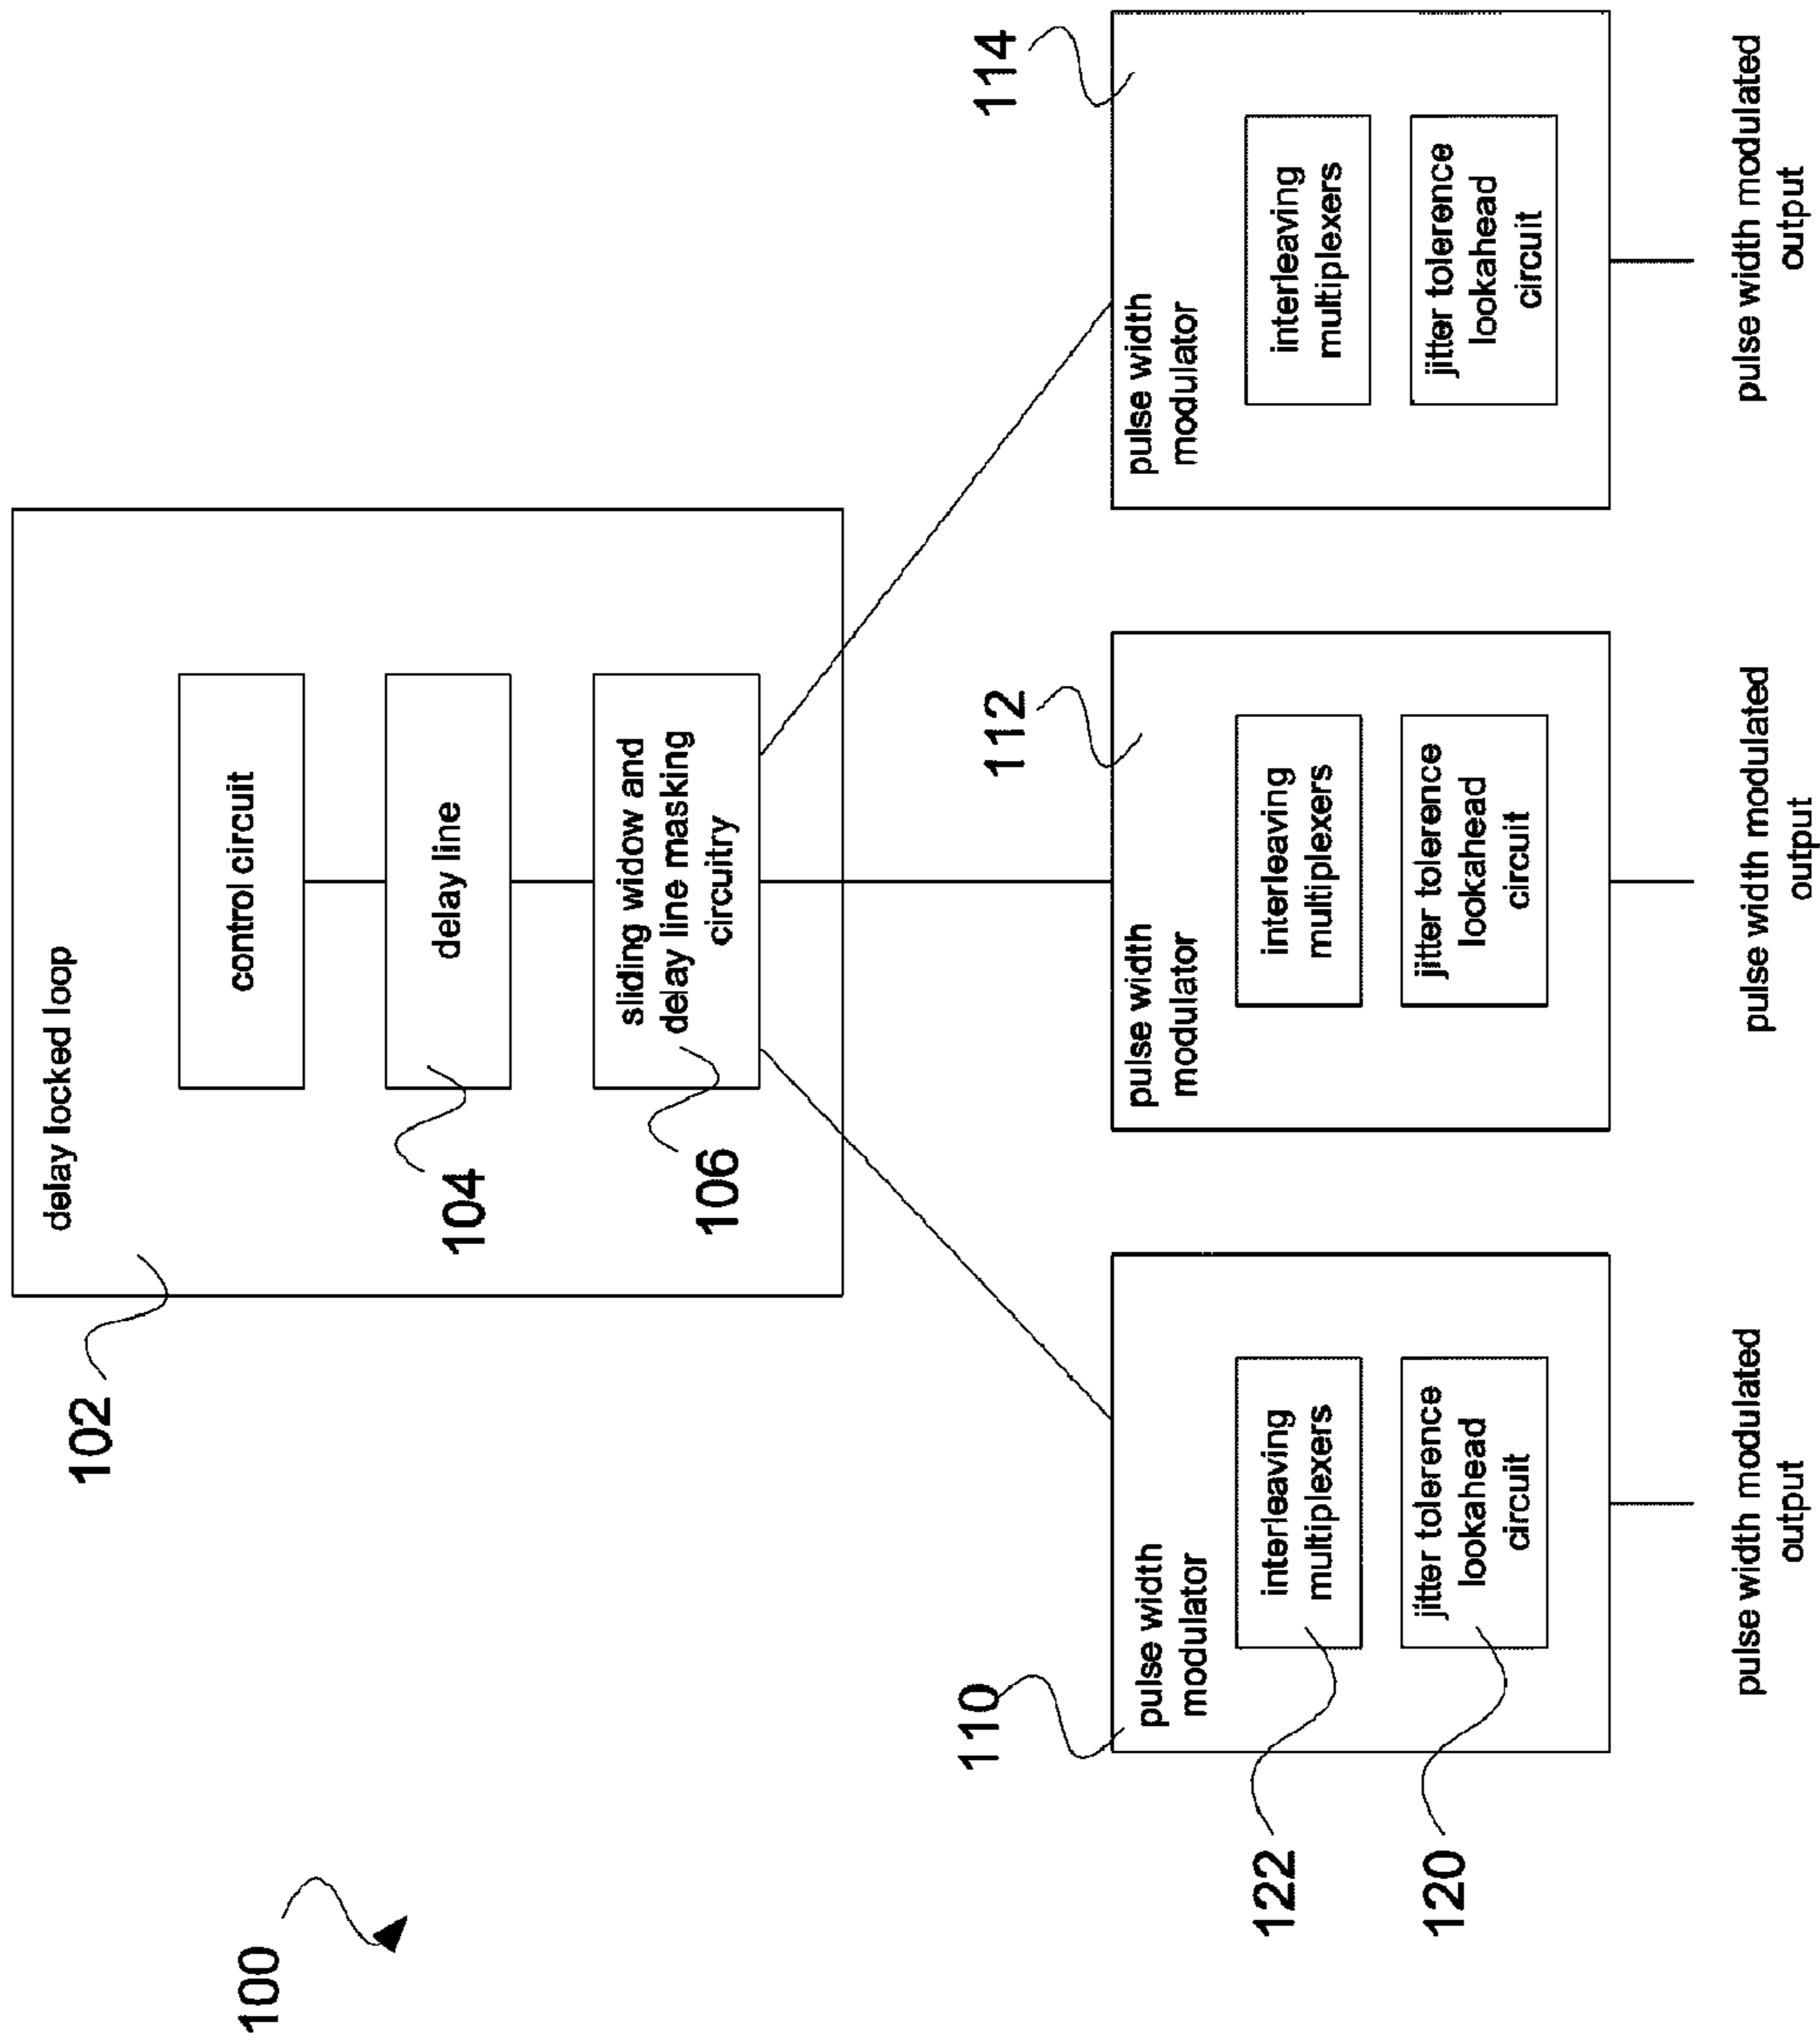 100
102
delay locked loop
control circuit
delay line
104
sliding widow and
delay line masking
circuitry
106
110
pulse width
modulator
interleaving
multiplexers
122
jitter tolerence
lookahead
circuit
120
pulse width modulated
output
112
pulse width
modulator
interleaving
multiplexers
jitter tolerence
lookahead
circuit
pulse width modulated
output
114
pulse width
modulator
interleaving
multiplexers
jitter tolerence
lookahead
circuit
pulse width modulated
output